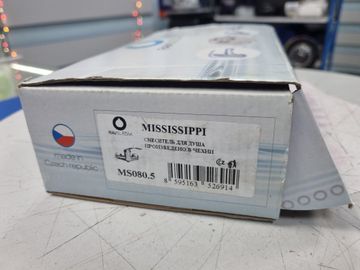 MISSISSIPPI
СМЕСИТЕЛЬ ДЛЯ ДУША
ПРОИЗВЕДЕНО В ЧЕХИИ
MS080.5
8 595163 526914
made in
Czech republic